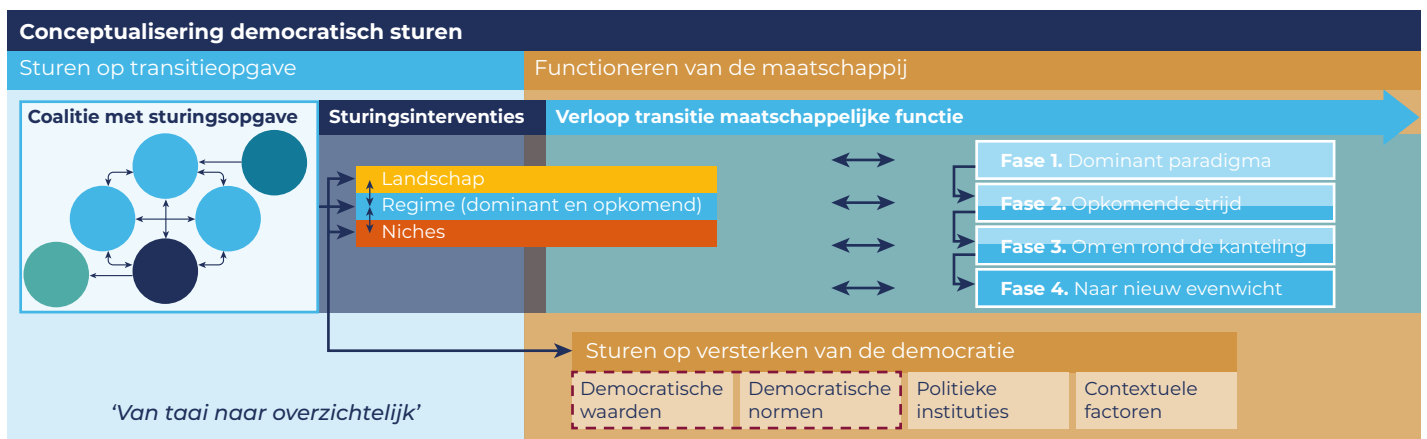 Conceptualisering democratisch sturen
Sturen op transitieopgave
Functioneren van de maatschappij
Coalitie met sturingsopgave
Sturingsinterventies
Verloop transitie maatschappelijke functie
Landschap
Regime (dominant en opkomend)
Niches
Fase 1. Dominant paradigma
Fase 2. Opkomende strijd
Fase 3. Om en rond de kanteling
Fase 4. Naar nieuw evenwicht
Sturen op versterken van de democratie
Democratische
waarden
Democratische
normen
Politieke
instituties
Contextuele
factoren
‘Van taai naar overzichtelijk’